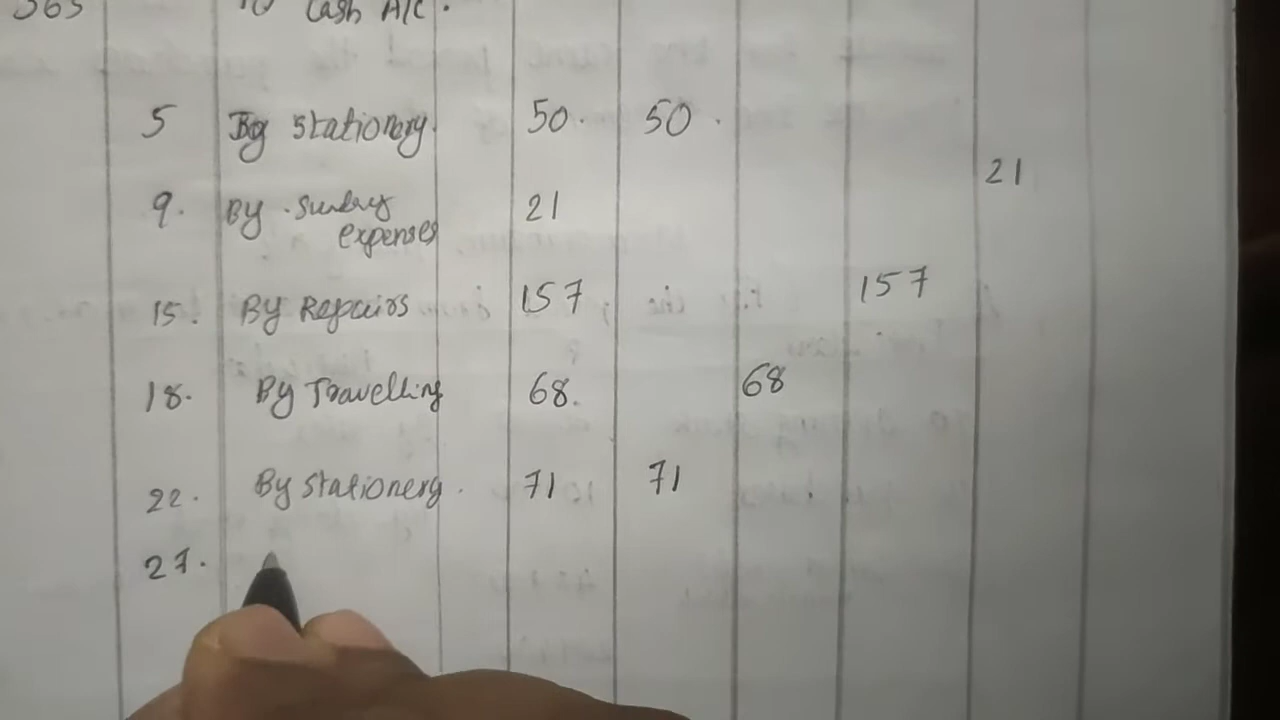 365 To Cash A/C.
5 By Stationery. 50. 50.
9. By Sundry 21 21
expenses
15. By Repairs 157 157
18. By Travelling 68. 68
22. By Stationery. 71 71
27.